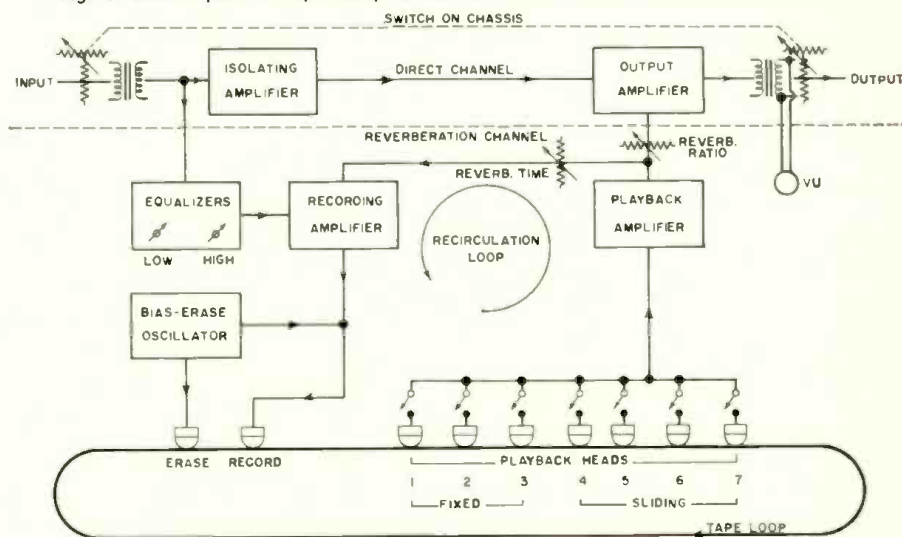 SWITCH ON CHASSIS
INPUT
ISOLATING
AMPLIFIER
DIRECT CHANNEL
OUTPUT
AMPLIFIER
OUTPUT
REVERBERATION CHANNEL
REVERB.
RATIO
REVERB. TIME
VU
EQUALIZERS
LOW HIGH
RECORDING
AMPLIFIER
RECIRCULATION
LOOP
PLAYBACK
AMPLIFIER
BIAS-ERASE
OSCILLATOR
ERASE RECORD
PLAYBACK HEADS
1 2 3 4 5 6 7
FIXED SLIDING
TAPE LOOP